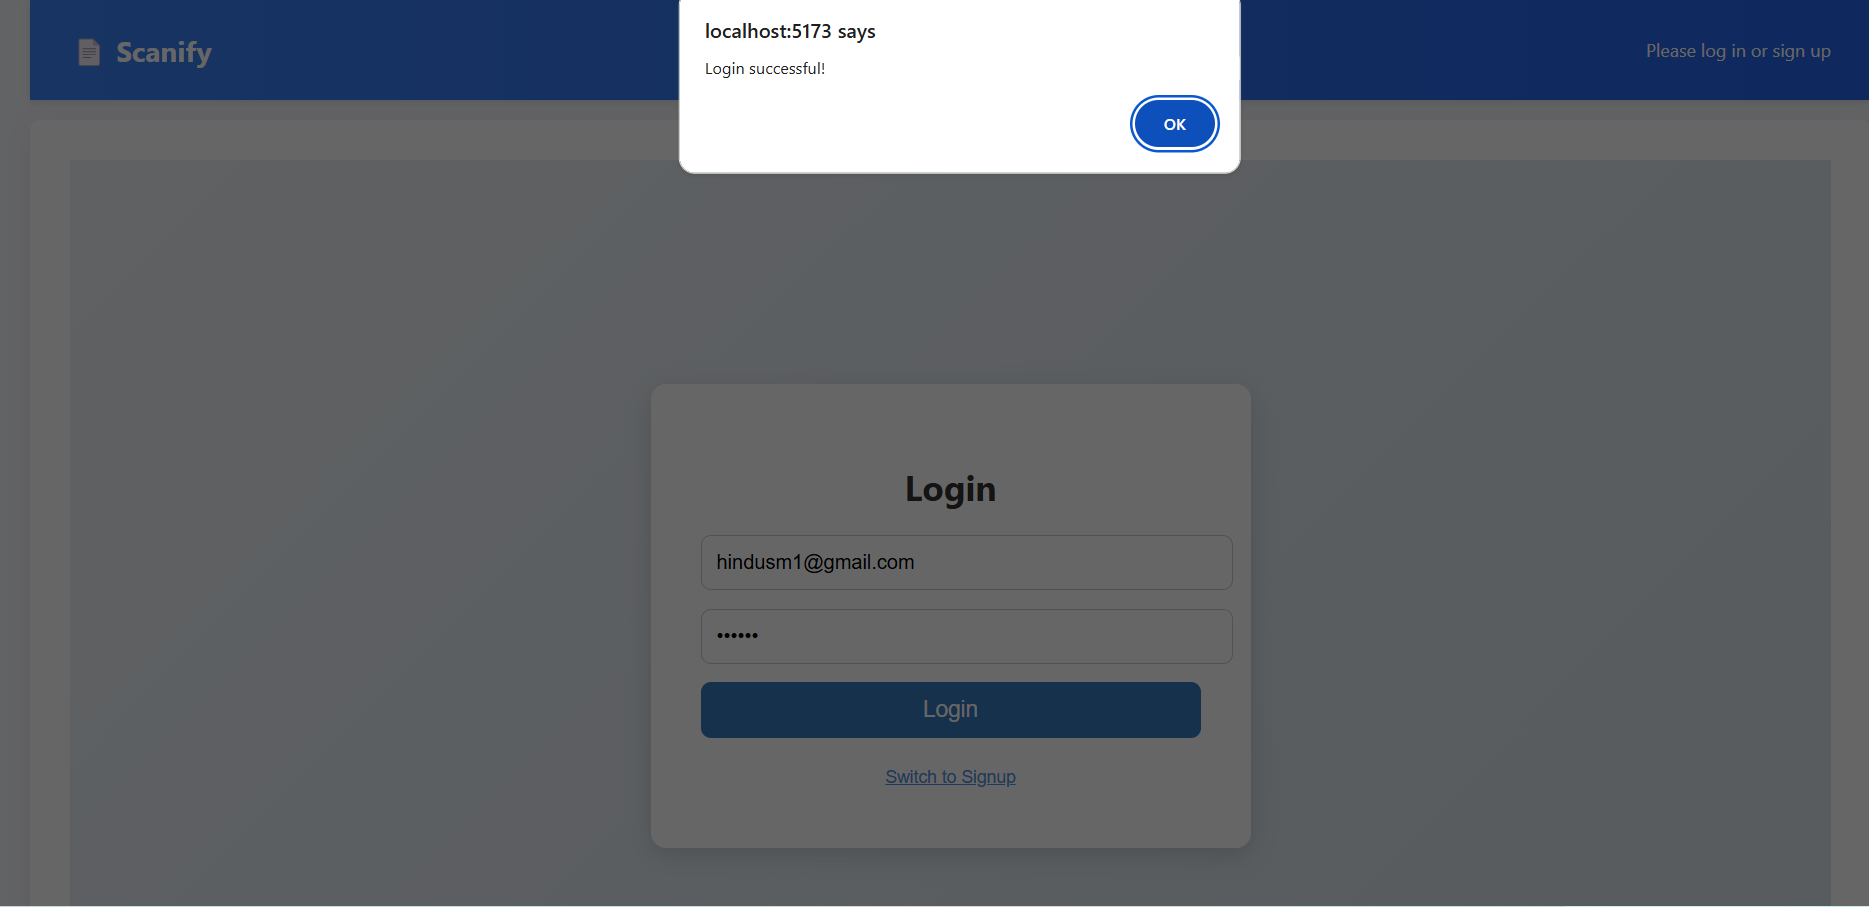 localhost:5173 says
Login successful!
OK
Scanify
Please log in or sign up
Login
hindusm1@gmail.com
••••••
Login
Switch to Signup